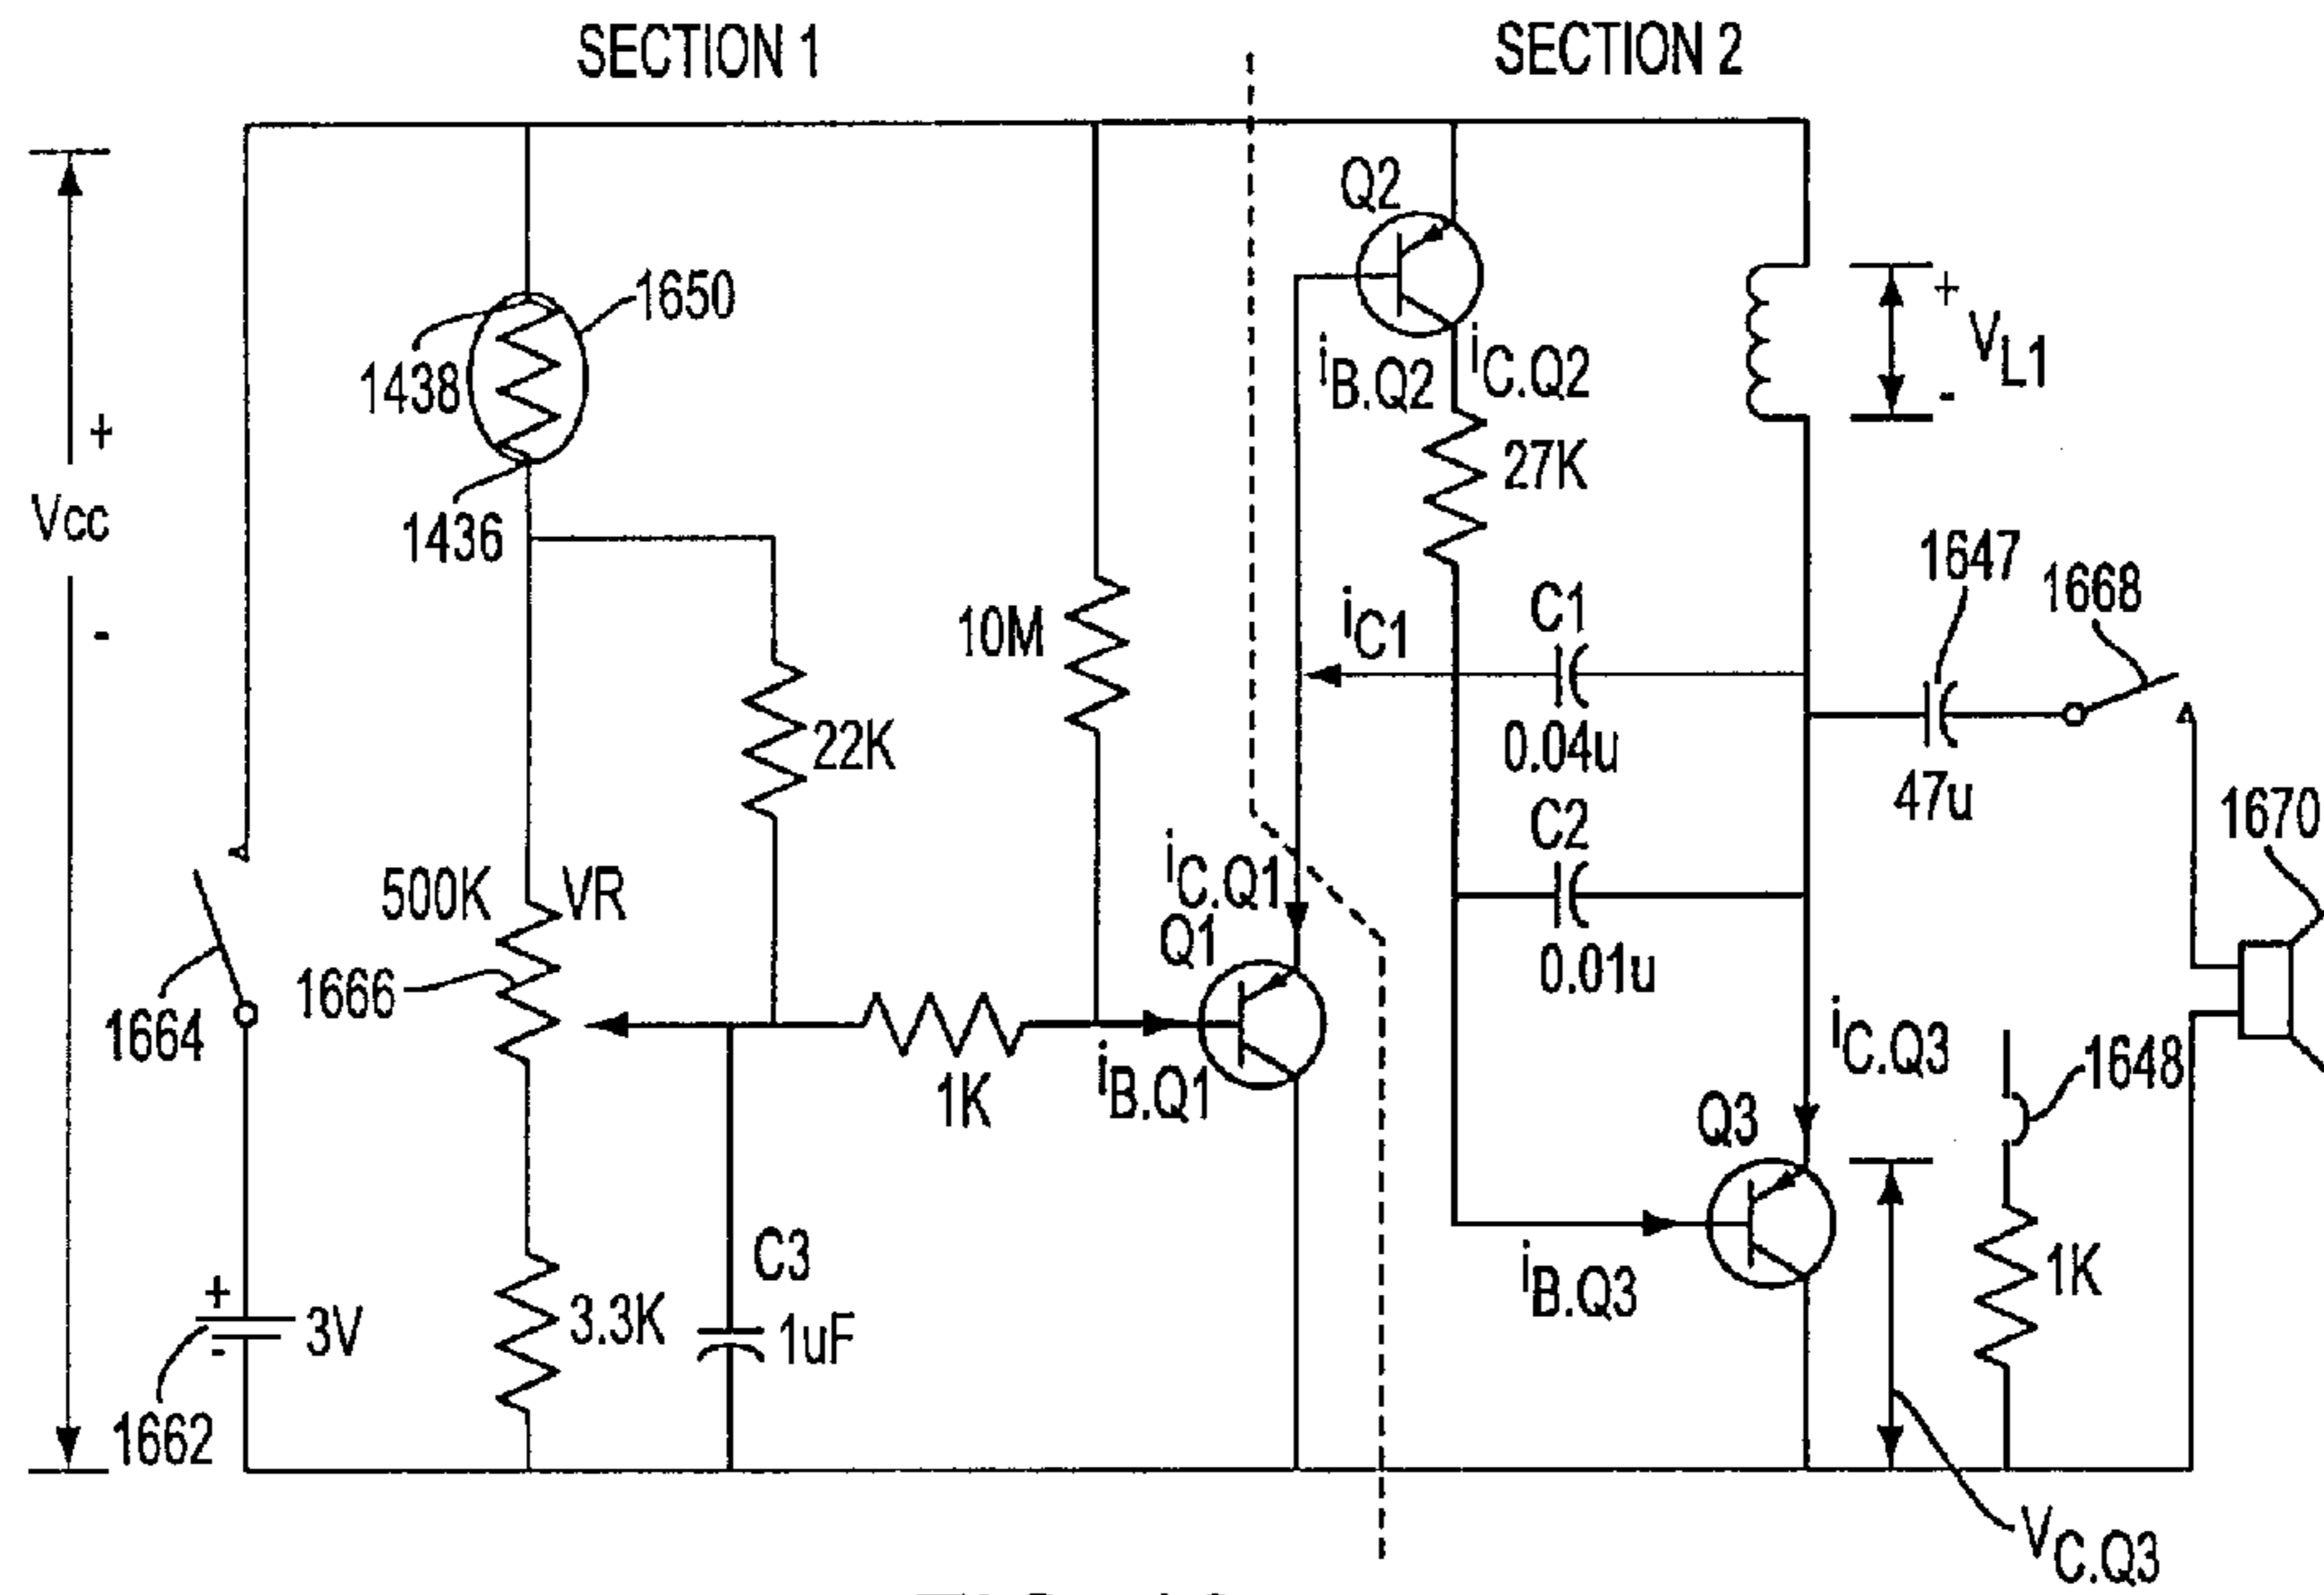 SECTION 1
SECTION 2
Q2
1650
1438
1436
+
Vcc
-
iB.Q2
iC.Q2
+
VL1
-
27K
22K
10M
iC1
C1
0.04u
C2
0.01u
1647
1668
47u
1670
500K
VR
1666
1664
iC.Q1
Q1
1K
iB.Q1
iC.Q3
1648
Q3
iB.Q3
1K
C3
1uF
3.3K
+
-
3V
1662
VC.Q3